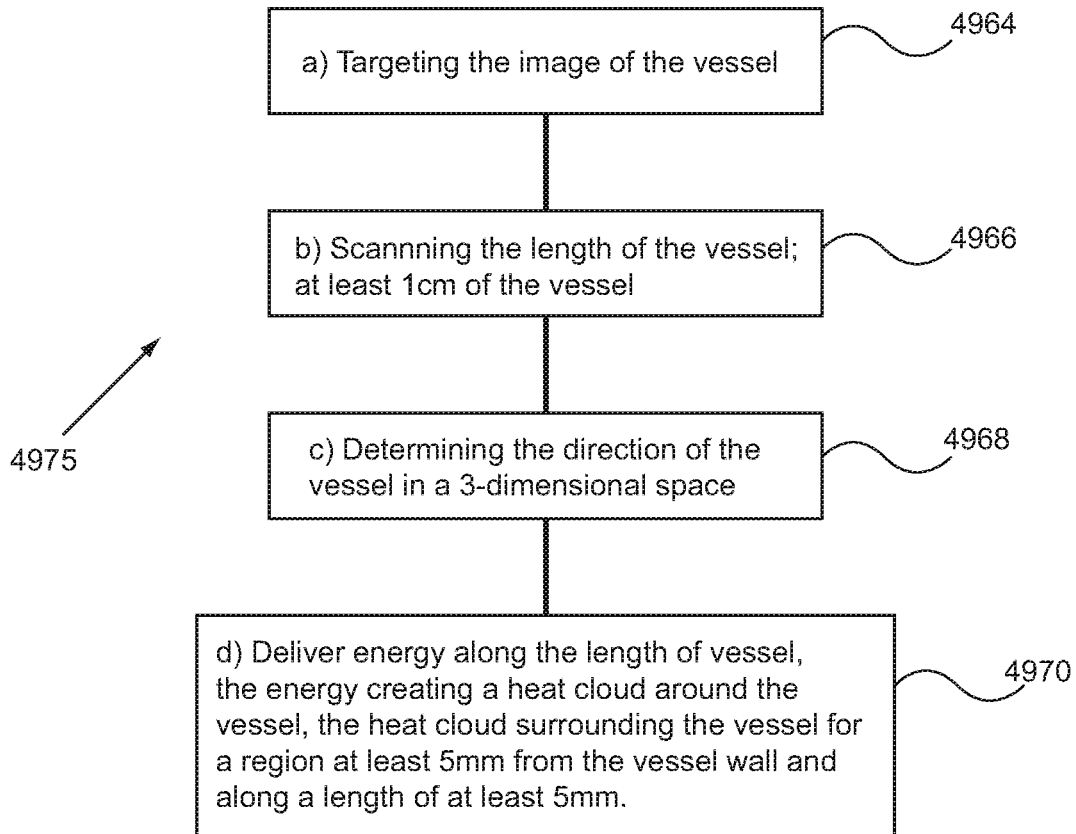 a) Targeting the image of the vessel
4964
b) Scannning the length of the vessel;
at least 1cm of the vessel
4966
4975
c) Determining the direction of the
vessel in a 3-dimensional space
4968
d) Deliver energy along the length of vessel,
the energy creating a heat cloud around the
vessel, the heat cloud surrounding the vessel for
a region at least 5mm from the vessel wall and
along a length of at least 5mm.
4970